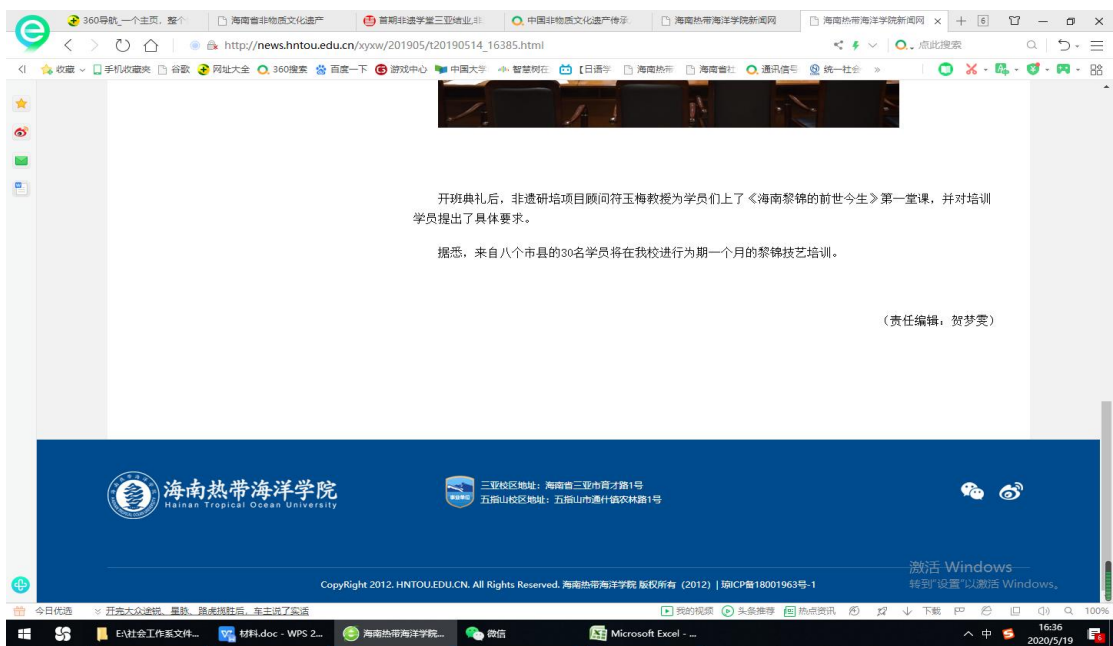 360导航_一个主页，整个
海南省非物质文化遗产
首期非遗学堂三亚结业,非
中国非物质文化遗产传承
海南热带海洋学院新闻网
海南热带海洋学院新闻网
6
http://news.hntou.edu.cn/xyxw/201905/t20190514_16385.html
点此搜索
收藏
手机收藏夹
谷歌
网址大全
360搜索
百度一下
游戏中心
中国大学
智慧树在
【日语学
海南热带
海南省社
通讯信号
统一社会
开班典礼后，非遗研培项目顾问符玉梅教授为学员们上了《海南黎锦的前世今生》第一堂课，并对培训
学员提出了具体要求。
据悉，来自八个市县的30名学员将在我校进行为期一个月的黎锦技艺培训。
（责任编辑：贺梦雯）
海南热带海洋学院
Hainan Tropical Ocean University
事业单位
三亚校区地址：海南省三亚市育才路1号
五指山校区地址：五指山市通什镇农林路1号
CopyRight 2012. HNTOU.EDU.CN. All Rights Reserved. 海南热带海洋学院 版权所有（2012）| 琼ICP备18001963号-1
激活 Windows
转到"设置"以激活 Windows。
今日优选
开完大众途锐、星脉、路虎揽胜后，车主说了实话
我的视频
头条推荐
热点资讯
下载
100%
E:\社会工作系文件...
材料.doc - WPS 2...
海南热带海洋学院...
微信
Microsoft Excel - ...
中
16:36
2020/5/19